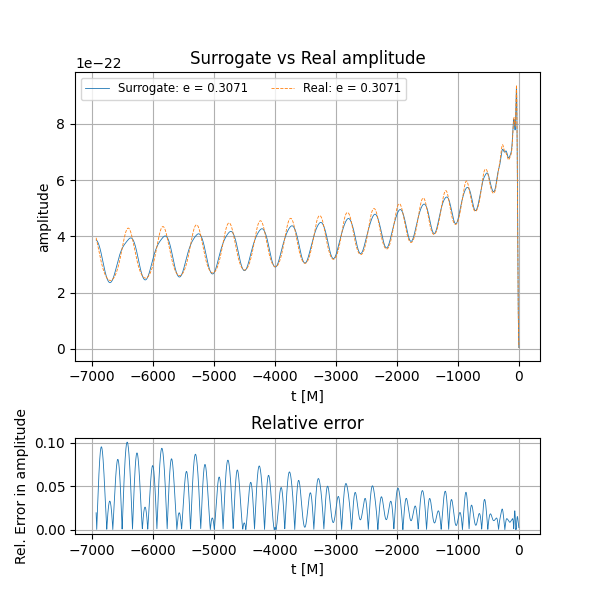 Surrogate vs Real amplitude
1e−22
Surrogate: e = 0.3071
Real: e = 0.3071
8
6
4
2
0
amplitude
−7000 −6000 −5000 −4000 −3000 −2000 −1000 0
t [M]
Relative error
0.10
0.05
0.00
Rel. Error in amplitude
−7000 −6000 −5000 −4000 −3000 −2000 −1000 0
t [M]